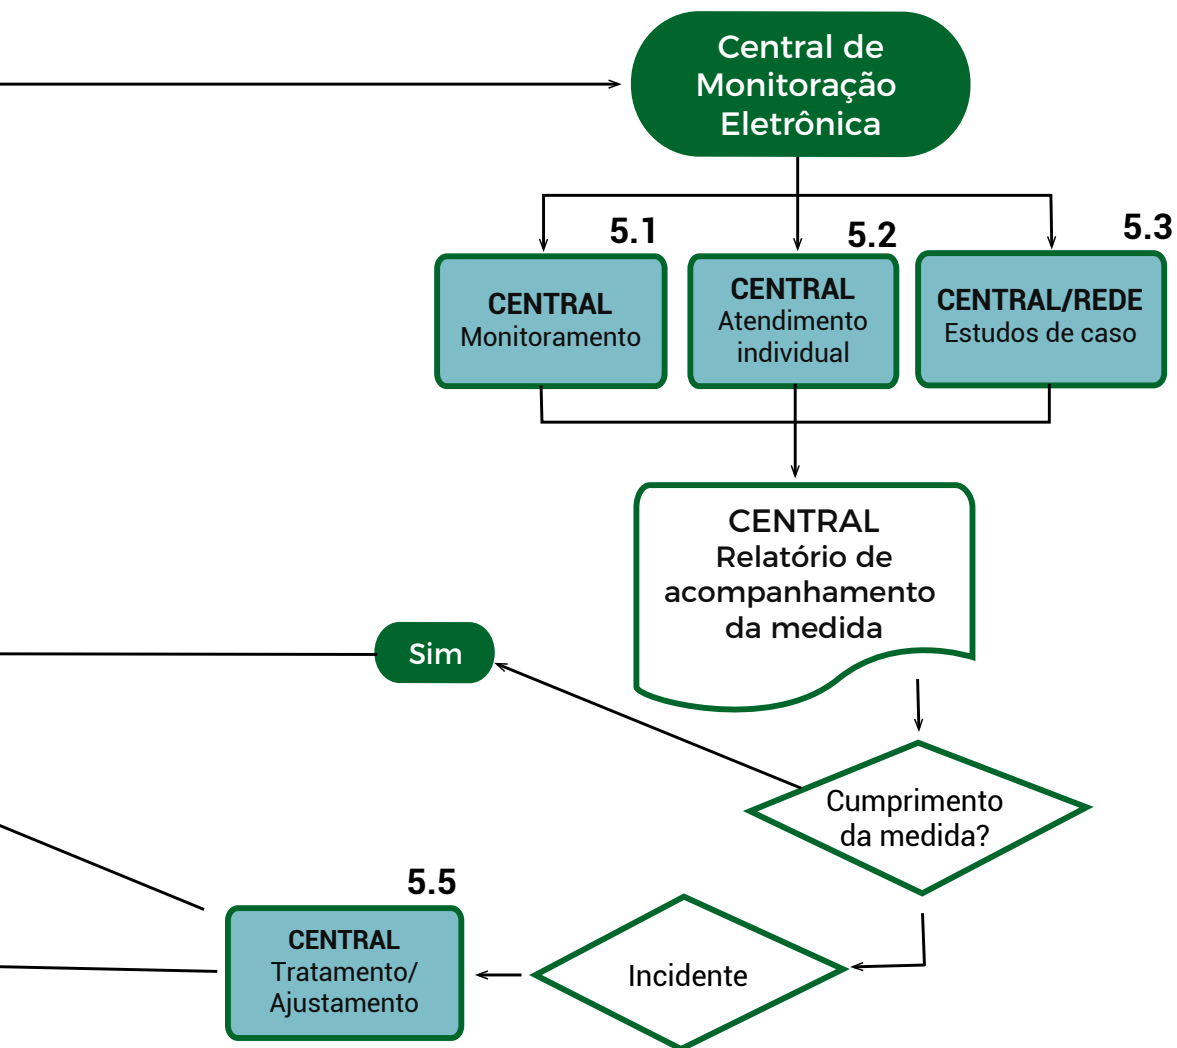 Central de
Monitoração
Eletrônica
5.1
CENTRAL
Monitoramento
5.2
CENTRAL
Atendimento
individual
5.3
CENTRAL/REDE
Estudos de caso
CENTRAL
Relatório de
acompanhamento
da medida
Sim
Cumprimento
da medida?
5.5
CENTRAL
Tratamento/
Ajustamento
Incidente